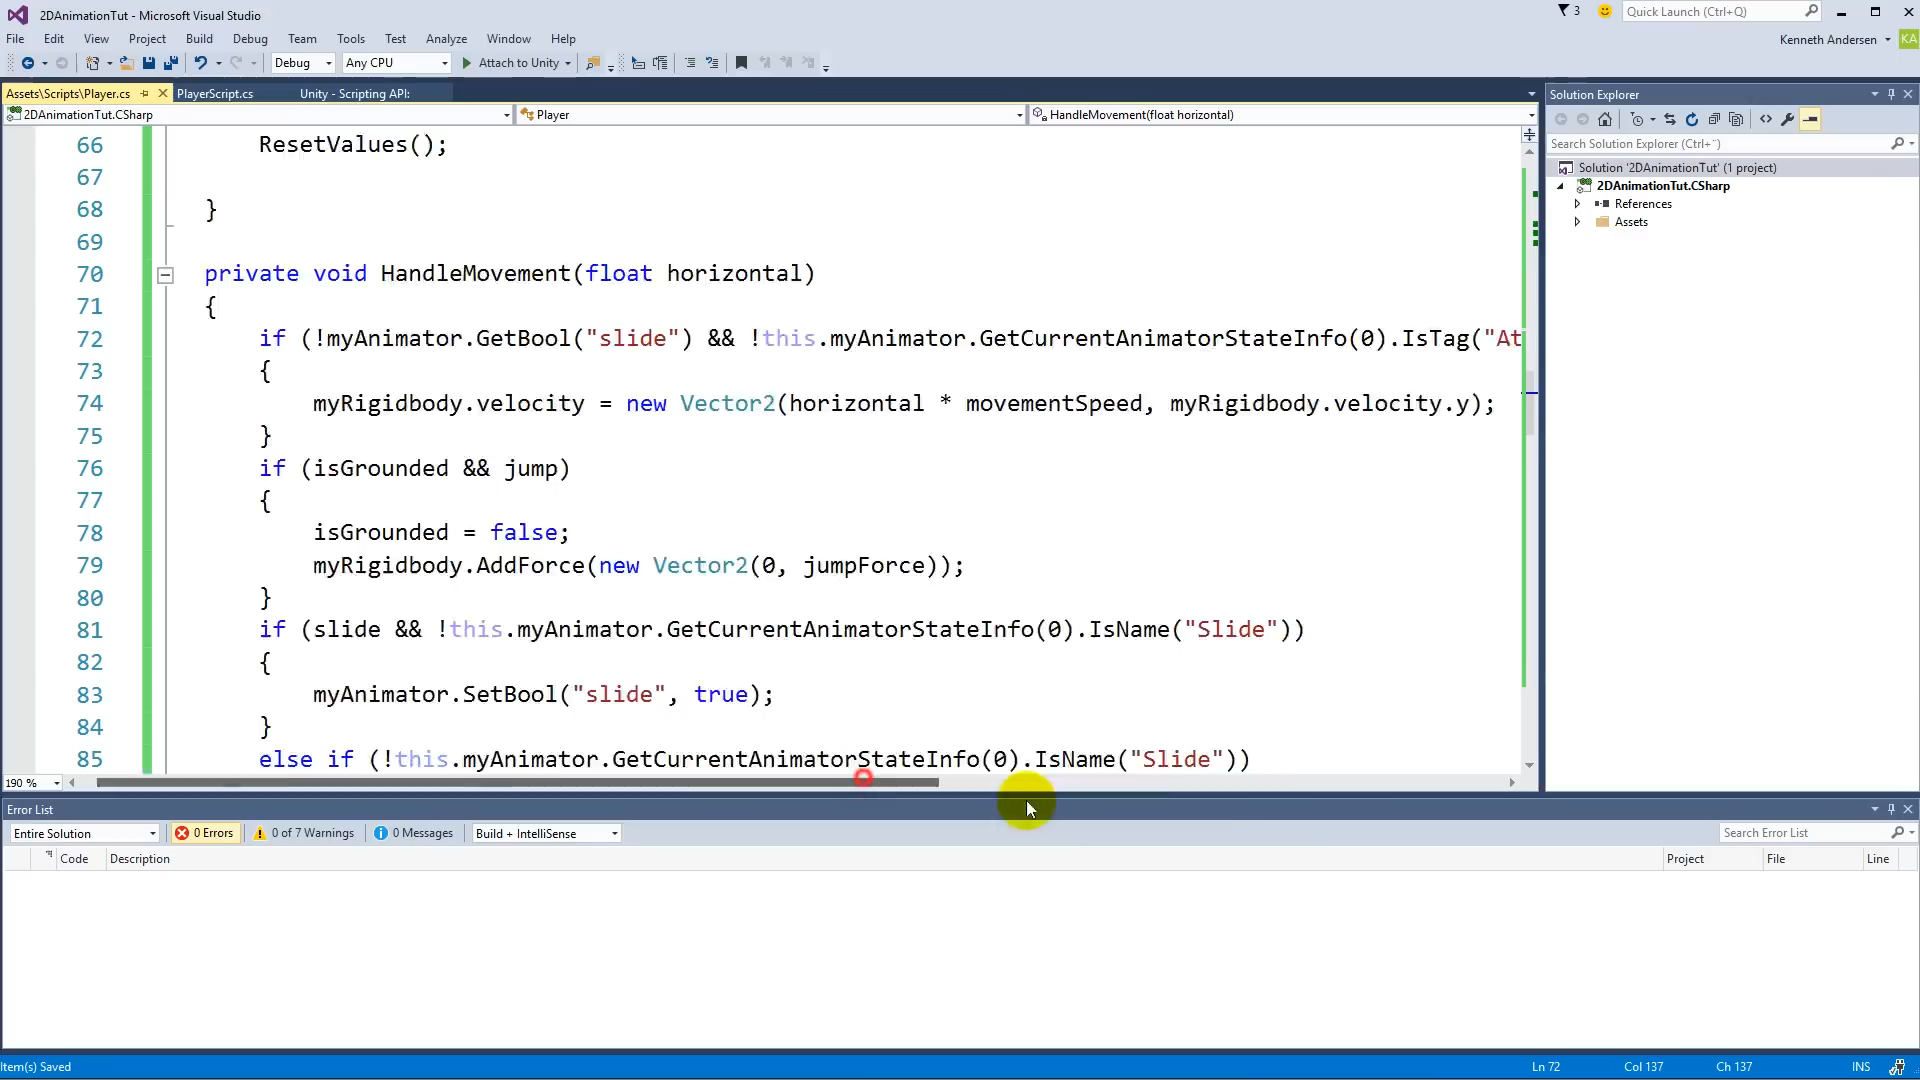 2DAnimationTut - Microsoft Visual Studio
3
Quick Launch (Ctrl+Q)
File Edit View Project Build Debug Team Tools Test Analyze Window Help
Kenneth Andersen KA
Debug Any CPU Attach to Unity
Assets\Scripts\Player.cs PlayerScript.cs Unity - Scripting API:
2DAnimationTut.CSharp Player HandleMovement(float horizontal)
66 ResetValues();
67
68 }
69
70 private void HandleMovement(float horizontal)
71 {
72 if (!myAnimator.GetBool("slide") && !this.myAnimator.GetCurrentAnimatorStateInfo(0).IsTag("At
73 {
74 myRigidbody.velocity = new Vector2(horizontal * movementSpeed, myRigidbody.velocity.y);
75 }
76 if (isGrounded && jump)
77 {
78 isGrounded = false;
79 myRigidbody.AddForce(new Vector2(0, jumpForce));
80 }
81 if (slide && !this.myAnimator.GetCurrentAnimatorStateInfo(0).IsName("Slide"))
82 {
83 myAnimator.SetBool("slide", true);
84 }
85 else if (!this.myAnimator.GetCurrentAnimatorStateInfo(0).IsName("Slide"))
190 %
Solution Explorer
Search Solution Explorer (Ctrl+¨)
Solution '2DAnimationTut' (1 project)
2DAnimationTut.CSharp
References
Assets
Error List
Entire Solution 0 Errors 0 of 7 Warnings 0 Messages Build + IntelliSense Search Error List
Code Description Project File Line
Item(s) Saved Ln 72 Col 137 Ch 137 INS